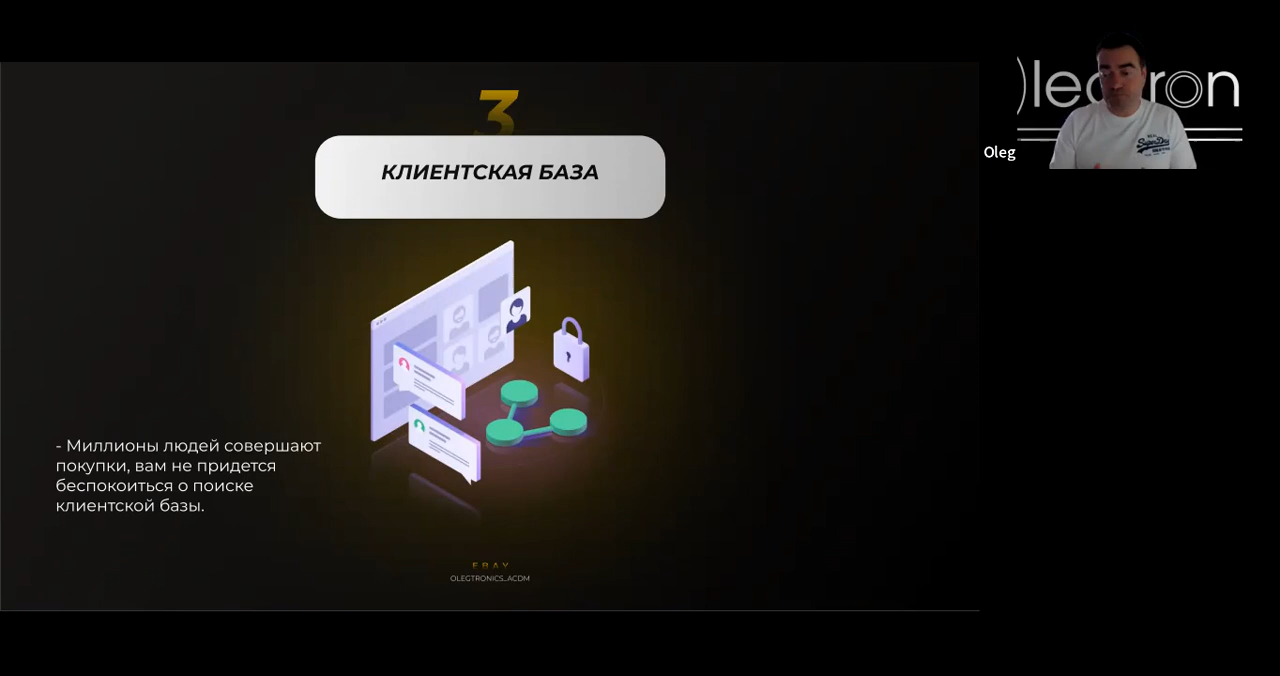 3
КЛИЕНТСКАЯ БАЗА
- Миллионы людей совершают
покупки, вам не придется
беспокоиться о поиске
клиентской базы.
EBAY
OLEGTRONICS_ACDM
Oleg